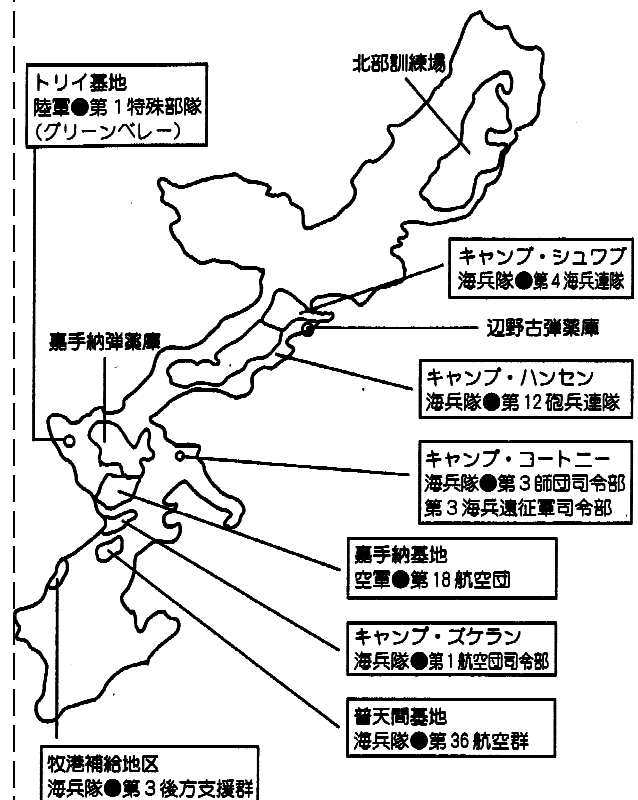 北部訓練場
トリイ基地
陸軍●第1特殊部隊
（グリーンベレー）
キャンプ・シュワブ
海兵隊●第4海兵連隊
辺野古弾薬庫
嘉手納弾薬庫
キャンプ・ハンセン
海兵隊●第12砲兵連隊
キャンプ・コートニー
海兵隊●第3師団司令部
第3海兵遠征軍司令部
嘉手納基地
空軍●第18航空団
キャンプ・ズケラン
海兵隊●第1航空団司令部
普天間基地
海兵隊●第36航空群
牧港補給地区
海兵隊●第3後方支援群